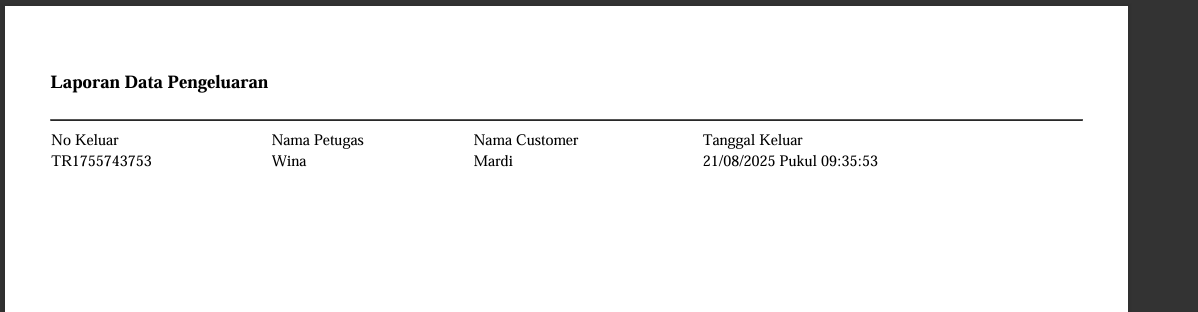 Laporan Data Pengeluaran
No Keluar Nama Petugas Nama Customer Tanggal Keluar
TR1755743753 Wina Mardi 21/08/2025 Pukul 09:35:53